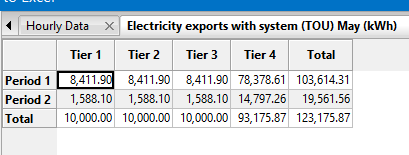 to Excel
Hourly Data Electricity exports with system (TOU) May (kWh)
Tier 1 Tier 2 Tier 3 Tier 4 Total
Period 1 8,411.90 8,411.90 8,411.90 78,378.61 103,614.31
Period 2 1,588.10 1,588.10 1,588.10 14,797.26 19,561.56
Total 10,000.00 10,000.00 10,000.00 93,175.87 123,175.87